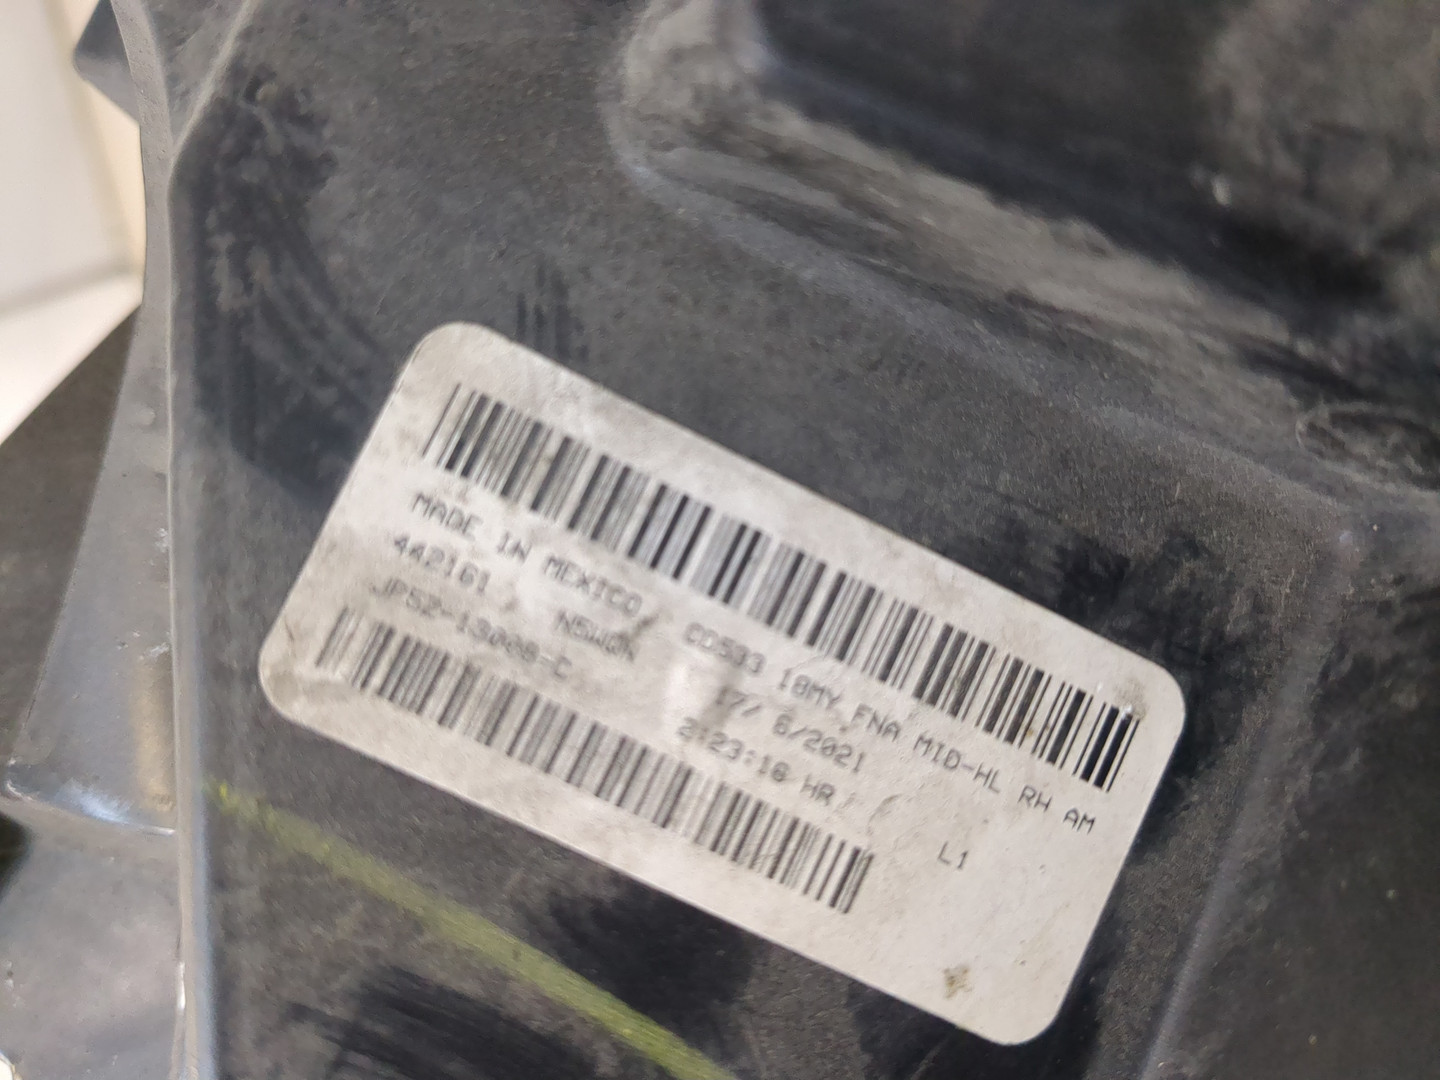 MADE IN MEXICO CD533 18MY FNA MID-HL RH AM
442161 17/ 6/2021 L1
JP52-13008-C 2:23:16 HR